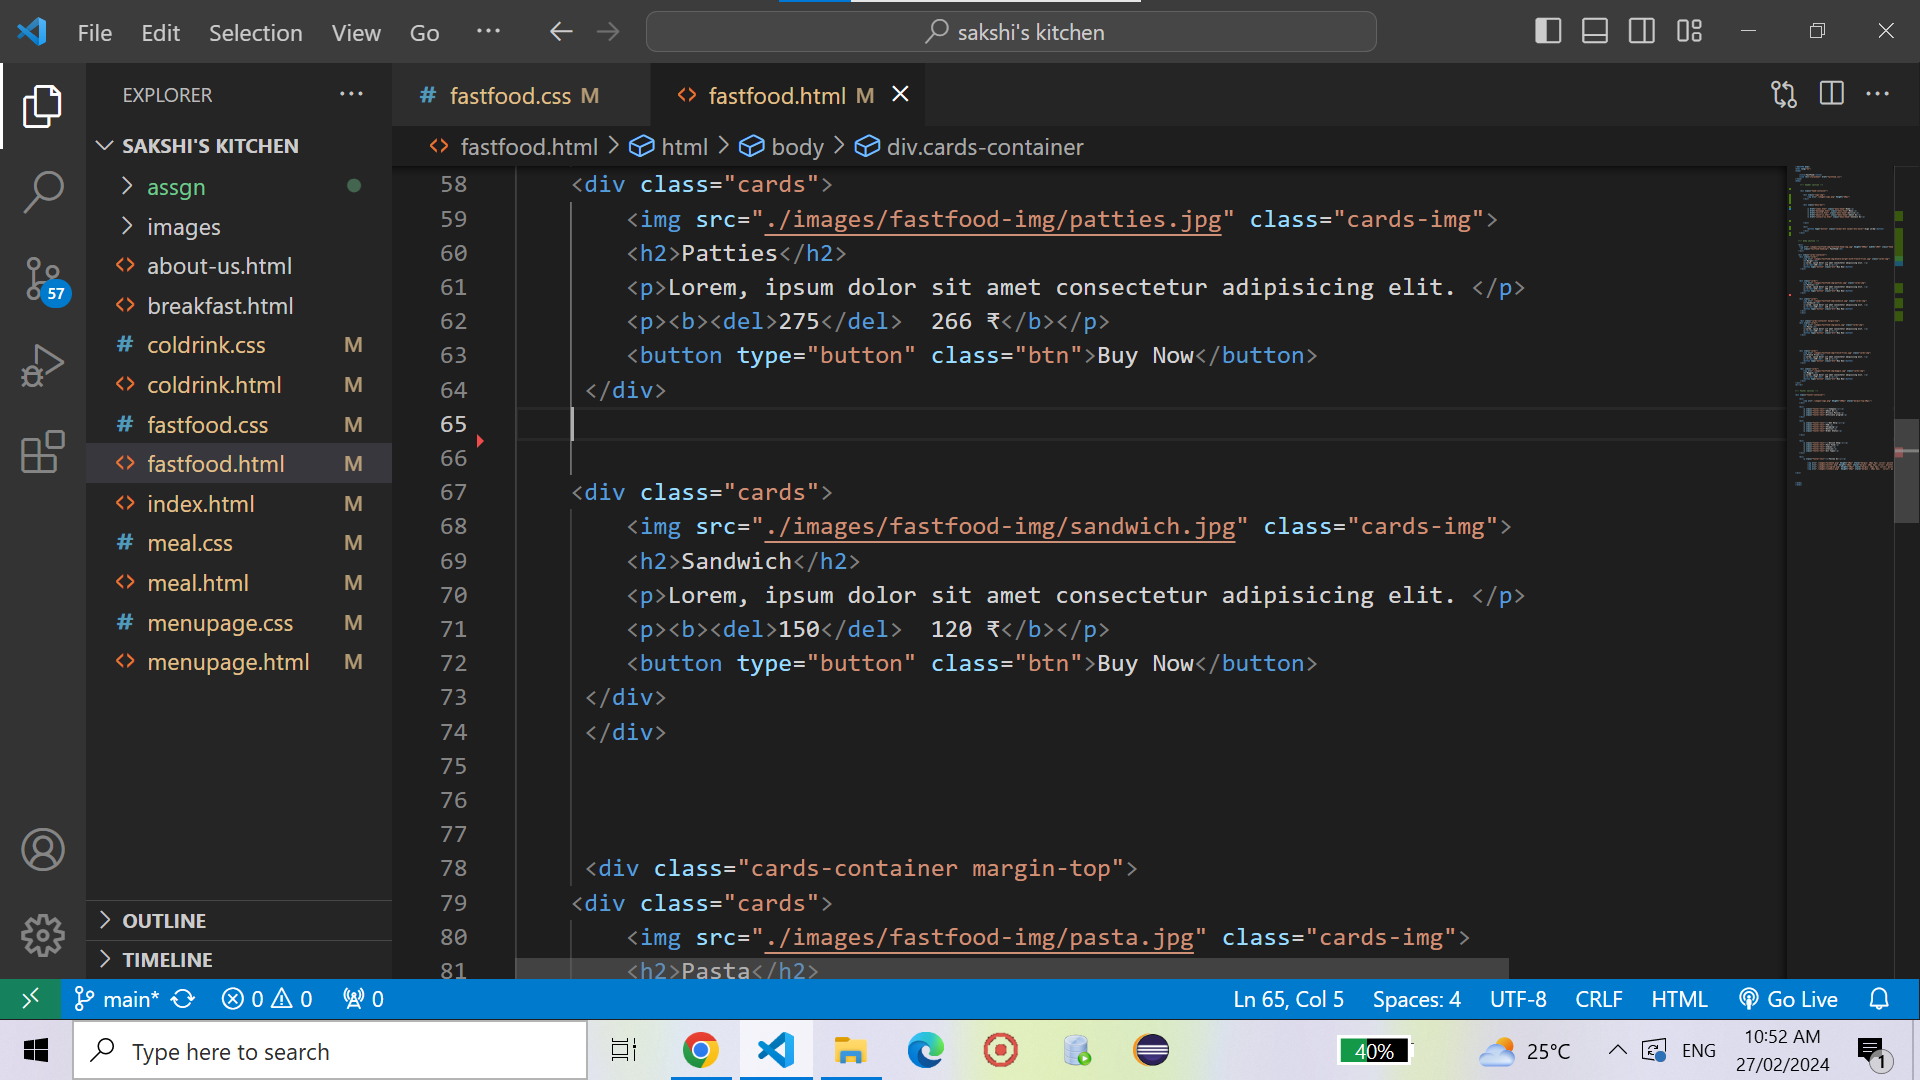 File Edit Selection View Go ··· sakshi's kitchen
EXPLORER ···
SAKSHI'S KITCHEN
assgn
images
about-us.html
breakfast.html
coldrink.css M
coldrink.html M
fastfood.css M
fastfood.html M
index.html M
meal.css M
meal.html M
menupage.css M
menupage.html M
57
OUTLINE
TIMELINE
# fastfood.css M <> fastfood.html M
fastfood.html > html > body > div.cards-container
58 <div class="cards">
59 <img src="./images/fastfood-img/patties.jpg" class="cards-img">
60 <h2>Patties</h2>
61 <p>Lorem, ipsum dolor sit amet consectetur adipisicing elit. </p>
62 <p><b><del>275</del>  266 ₹</b></p>
63 <button type="button" class="btn">Buy Now</button>
64 </div>
65
66
67 <div class="cards">
68 <img src="./images/fastfood-img/sandwich.jpg" class="cards-img">
69 <h2>Sandwich</h2>
70 <p>Lorem, ipsum dolor sit amet consectetur adipisicing elit. </p>
71 <p><b><del>150</del>  120 ₹</b></p>
72 <button type="button" class="btn">Buy Now</button>
73 </div>
74 </div>
75
76
77
78 <div class="cards-container margin-top">
79 <div class="cards">
80 <img src="./images/fastfood-img/pasta.jpg" class="cards-img">
81 <h2>Pasta</h2>
main* 0 0 0 Ln 65, Col 5 Spaces: 4 UTF-8 CRLF HTML Go Live
Type here to search 40% 25°C ENG 10:52 AM
27/02/2024 1